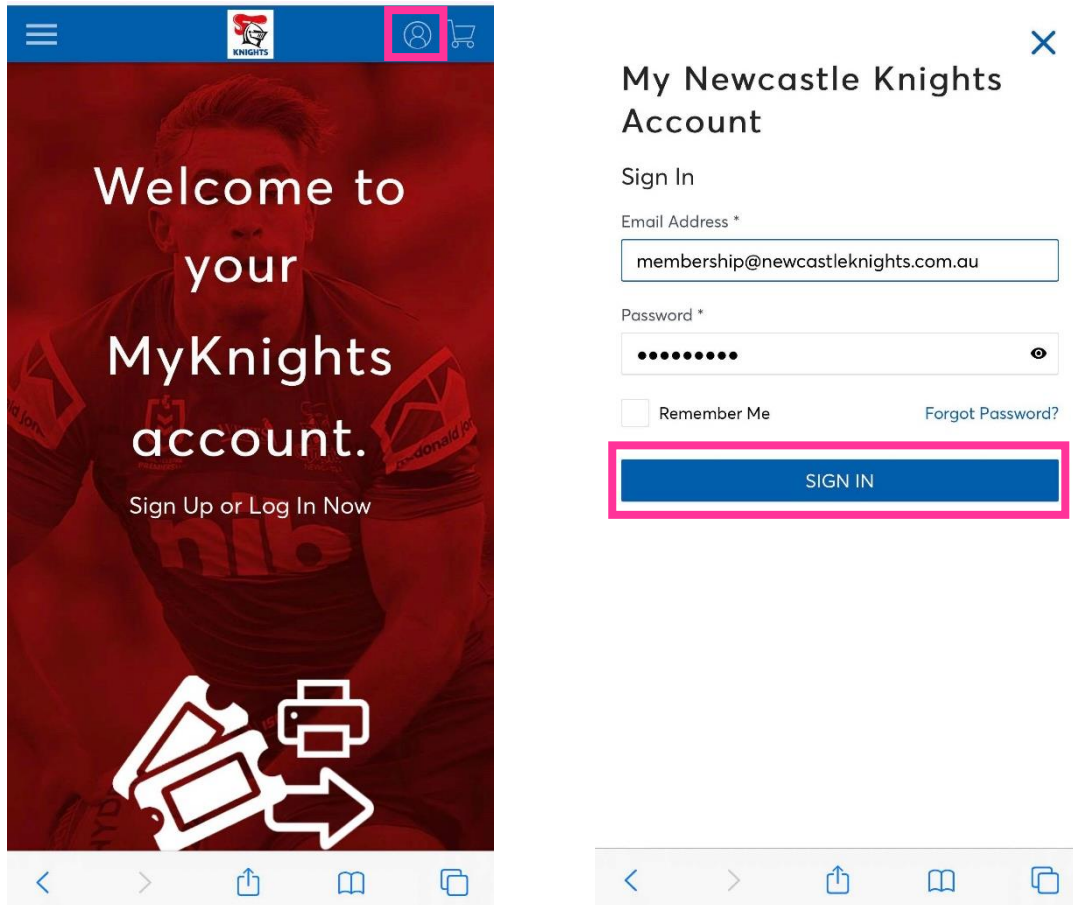 KNIGHTS
Welcome to
your
MyKnights
account.
Sign Up or Log In Now
nib
My Newcastle Knights
Account
Sign In
Email Address *
membership@newcastleknights.com.au
Password *
•••••••••
Remember Me
Forgot Password?
SIGN IN